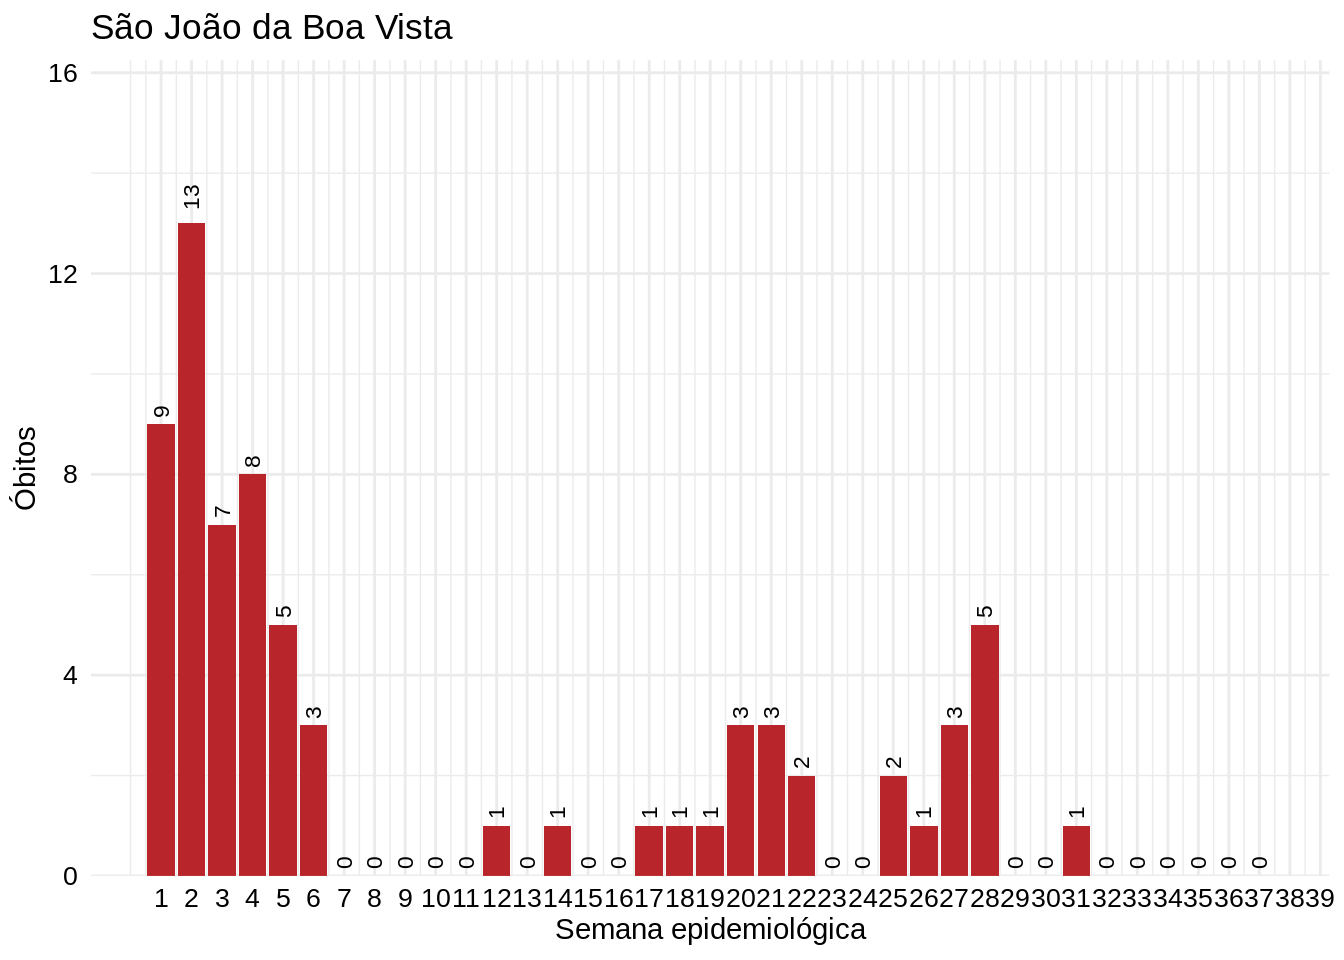 São João da Boa Vista
16
12
8
4
0
Óbitos
9 13 7 8 5 3 0 0 0 0 0 1 0 1 0 0 1 1 1 3 3 2 0 0 2 1 3 5 0 0 1 0 0 0 0 0 0
1 2 3 4 5 6 7 8 9 10 11 12 13 14 15 16 17 18 19 20 21 22 23 24 25 26 27 28 29 30 31 32 33 34 35 36 37 38 39
Semana epidemiológica